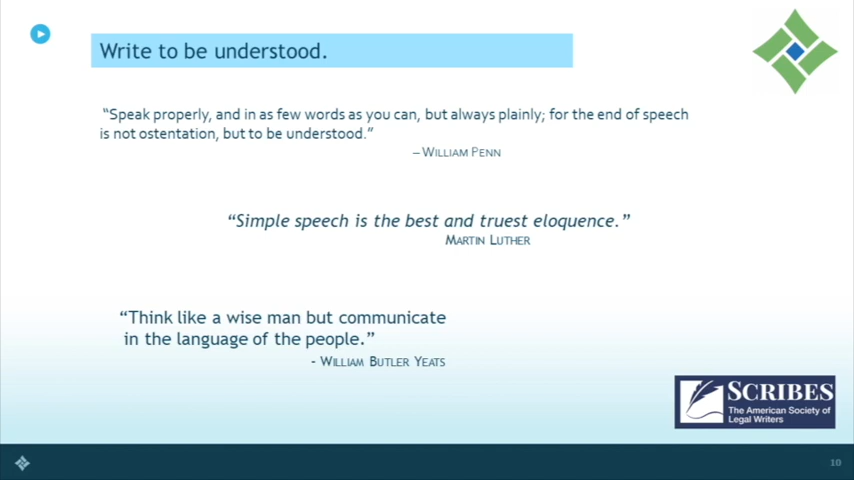 Write to be understood.
“Speak properly, and in as few words as you can, but always plainly; for the end of speech
is not ostentation, but to be understood.”
– William Penn
“Simple speech is the best and truest eloquence.”
Martin Luther
“Think like a wise man but communicate
in the language of the people.”
- William Butler Yeats
SCRIBES
The American Society of
Legal Writers
10